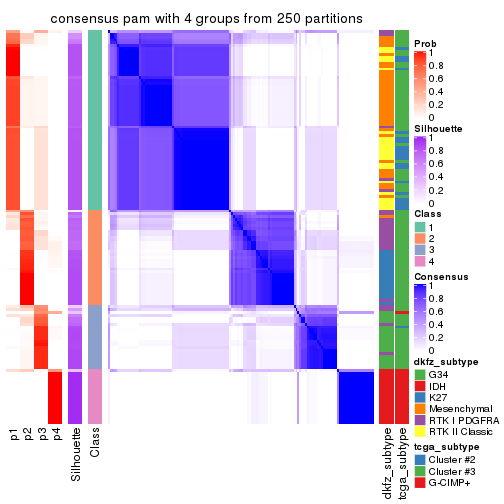 consensus pam with 4 groups from 250 partitions
p1
p2
p3
p4
Silhouette
Class
dkfz_subtype
tcga_subtype
Prob
1
0.8
0.6
0.4
0.2
0
Silhouette
1
0.8
0.6
0.4
0.2
0
Class
1
2
3
4
Consensus
1
0.8
0.6
0.4
0.2
0
dkfz_subtype
G34
IDH
K27
Mesenchymal
RTK I PDGFRA
RTK II Classic
tcga_subtype
Cluster #2
Cluster #3
G-CIMP+